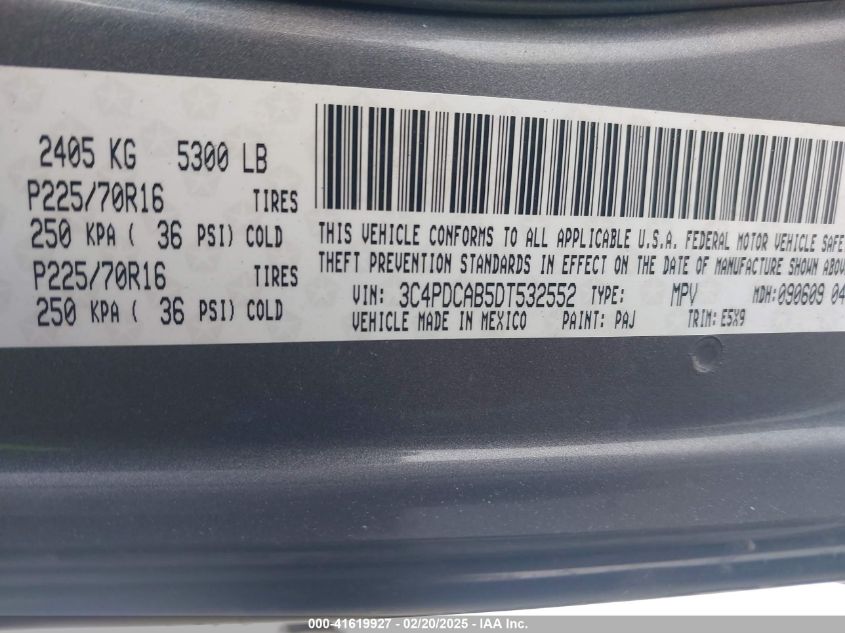 2405 KG 5300 LB
P225/70R16 TIRES
250 KPA ( 36 PSI) COLD
P225/70R16 TIRES
250 KPA ( 36 PSI) COLD
THIS VEHICLE CONFORMS TO ALL APPLICABLE U.S.A. FEDERAL MOTOR VEHICLE SAFE
THEFT PREVENTION STANDARDS IN EFFECT ON THE DATE OF MANUFACTURE SHOWN ABOV
VIN: 3C4PDCAB5DT532552 TYPE: MPV MDH: 090609 04
VEHICLE MADE IN MEXICO PAINT: PAJ TRIM: E5X9
000-41619927 - 02/20/2025 - IAA Inc.